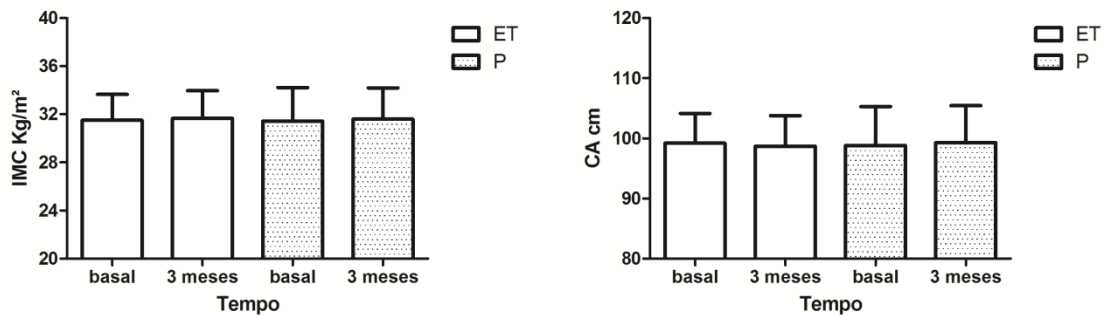 IMC Kg/m²
40
36
32
28
24
20
basal
3 meses
basal
3 meses
Tempo
ET
P
CA cm
120
110
100
90
80
basal
3 meses
basal
3 meses
Tempo
ET
P